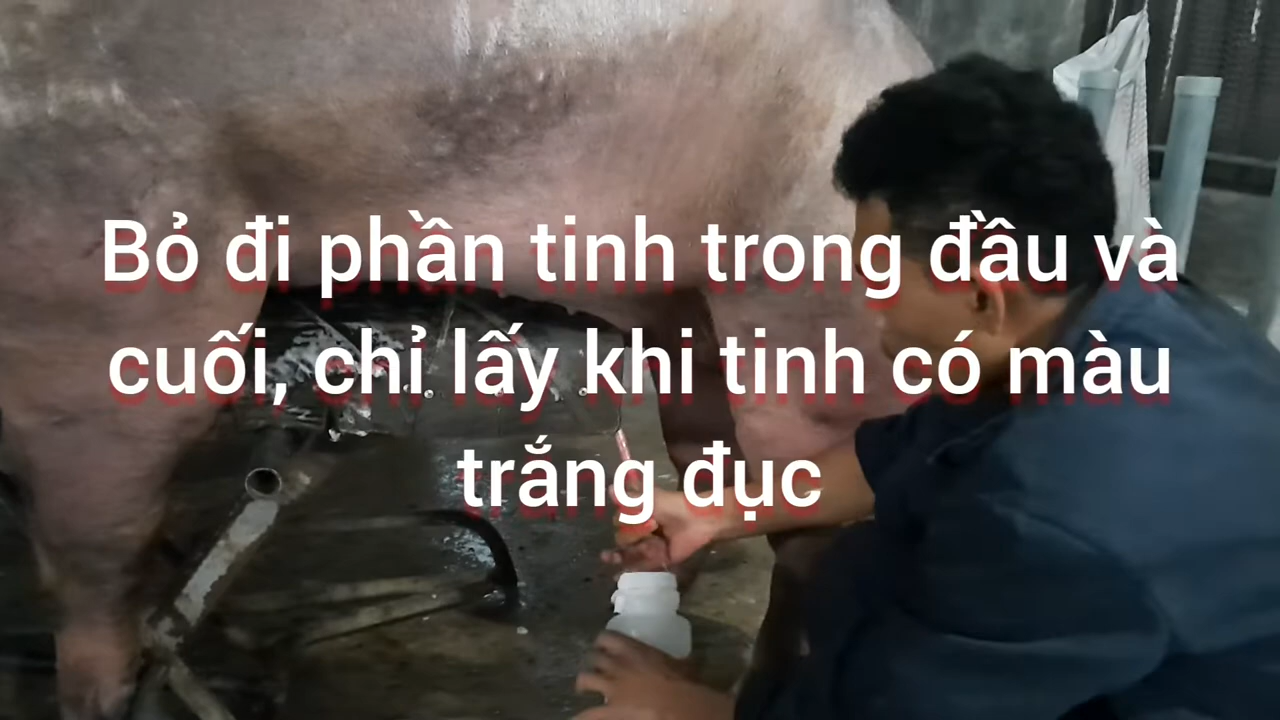 Bỏ đi phần tinh trong đầu và
cuối, chỉ lấy khi tinh có màu
trắng đục